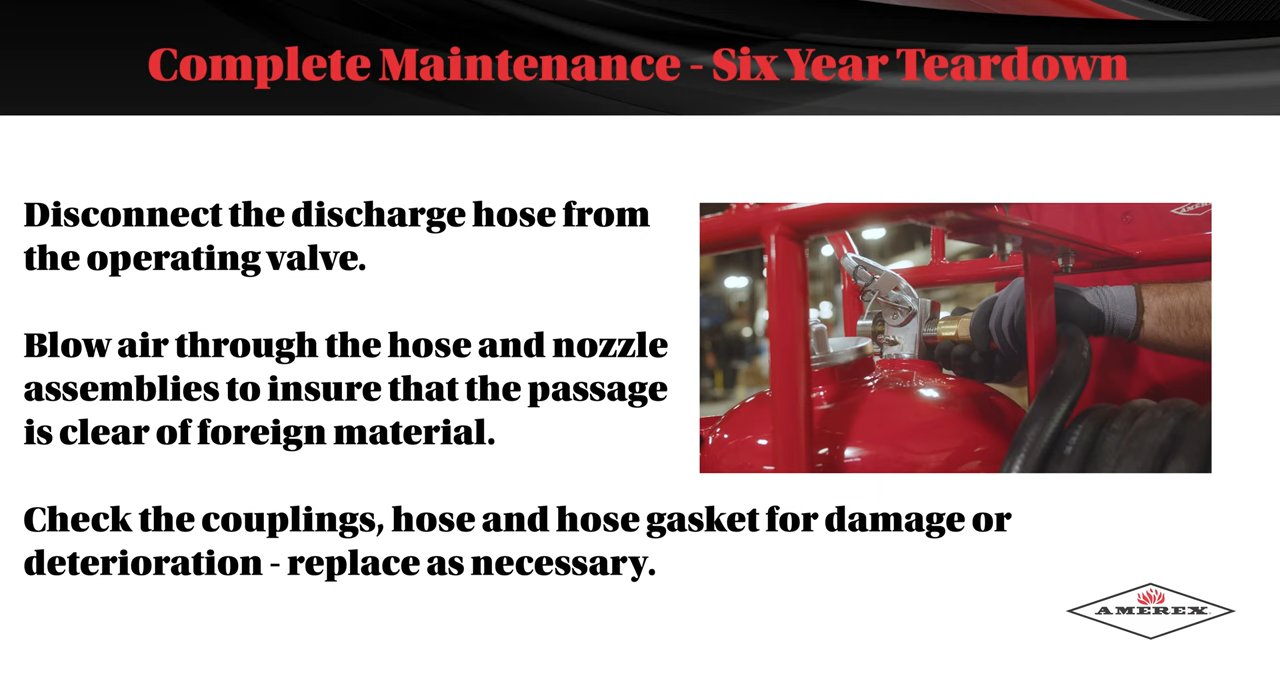 Complete Maintenance - Six Year Teardown
Disconnect the discharge hose from
the operating valve.
Blow air through the hose and nozzle
assemblies to insure that the passage
is clear of foreign material.
Check the couplings, hose and hose gasket for damage or
deterioration - replace as necessary.
AMEREX